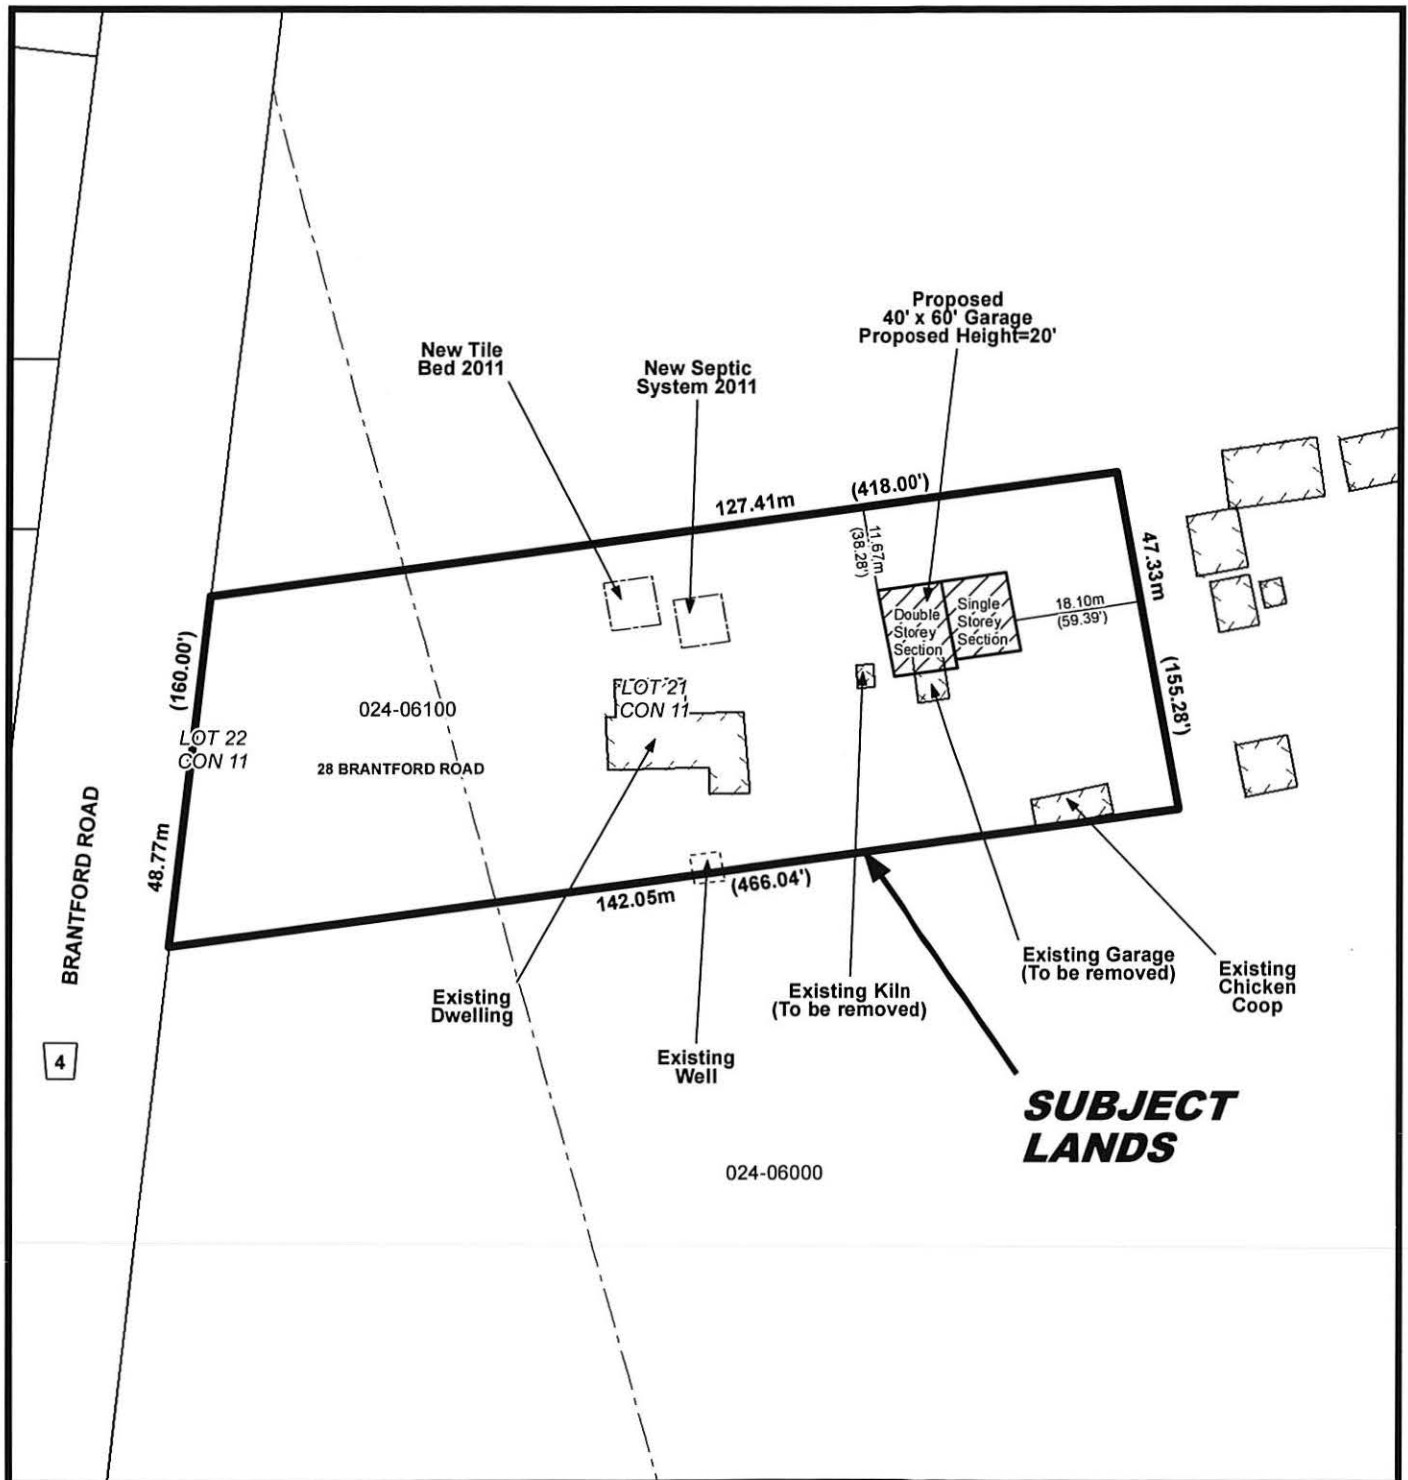 Proposed
40' x 60' Garage
Proposed Height=20'
New Tile
Bed 2011
New Septic
System 2011
127.41m
(418.00')
11.67m
(38.28')
47.33m
(155.28')
18.10m
(59.39')
Double
Storey
Section
Single
Storey
Section
(160.00')
48.77m
LOT 22
CON 11
024-06100
28 BRANTFORD ROAD
LOT 21
CON 11
BRANTFORD ROAD
4
142.05m
(466.04')
Existing
Dwelling
Existing
Well
Existing Kiln
(To be removed)
Existing Garage
(To be removed)
Existing
Chicken
Coop
SUBJECT
LANDS
024-06000